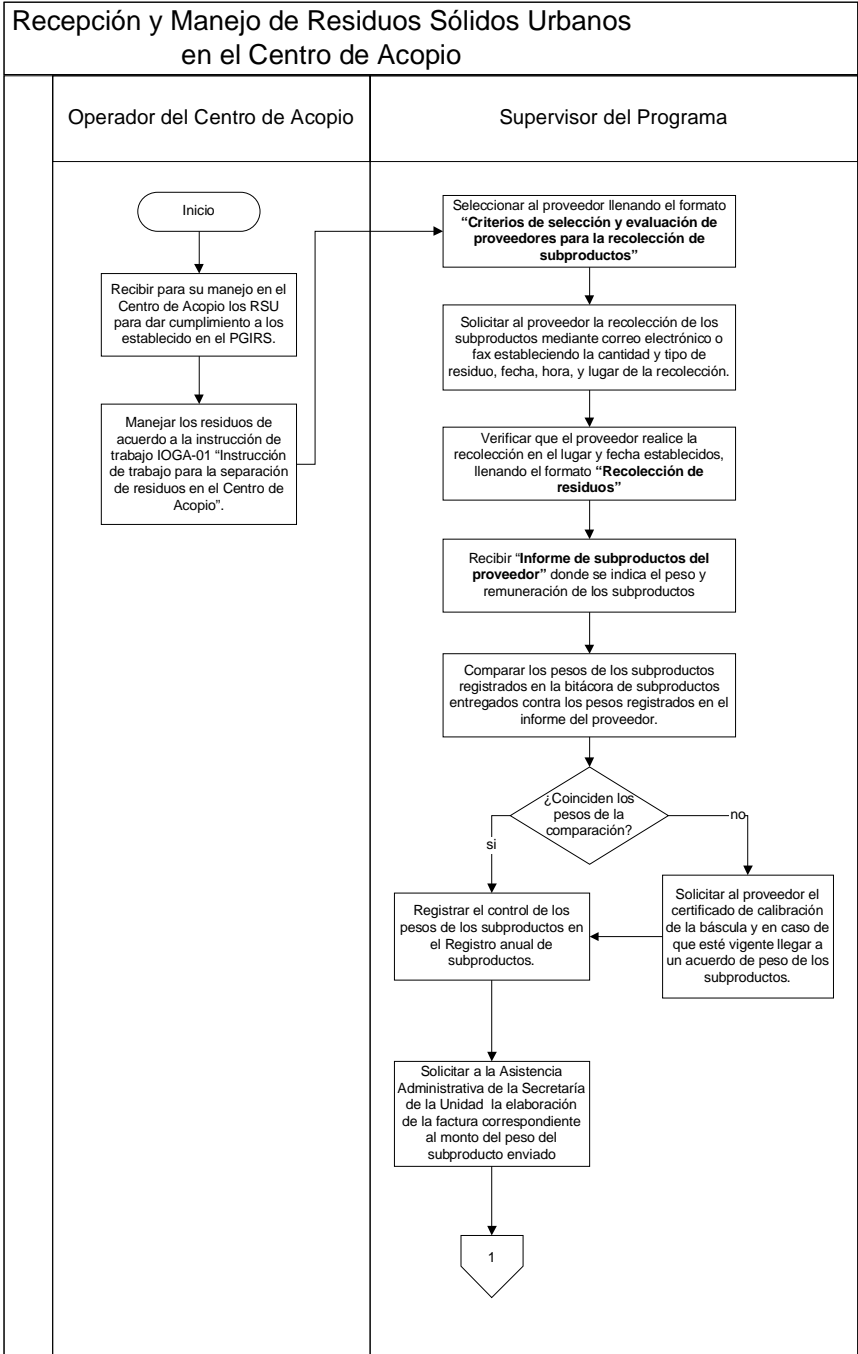 Recepción y Manejo de Residuos Sólidos Urbanos
en el Centro de Acopio
Operador del Centro de Acopio
Supervisor del Programa
Inicio
Recibir para su manejo en el
Centro de Acopio los RSU
para dar cumplimiento a los
establecido en el PGIRS.
Manejar los residuos de
acuerdo a la instrucción de
trabajo IOGA-01 “Instrucción
de trabajo para la separación
de residuos en el Centro de
Acopio”.
Seleccionar al proveedor llenando el formato
“Criterios de selección y evaluación de
proveedores para la recolección de
subproductos”
Solicitar al proveedor la recolección de los
subproductos mediante correo electrónico o
fax estableciendo la cantidad y tipo de
residuo, fecha, hora, y lugar de la recolección.
Verificar que el proveedor realice la
recolección en el lugar y fecha establecidos,
llenando el formato “Recolección de
residuos”
Recibir “Informe de subproductos del
proveedor” donde se indica el peso y
remuneración de los subproductos
Comparar los pesos de los subproductos
registrados en la bitácora de subproductos
entregados contra los pesos registrados en el
informe del proveedor.
¿Coinciden los
pesos de la
comparación?
si
no
Registrar el control de los
pesos de los subproductos en
el Registro anual de
subproductos.
Solicitar al proveedor el
certificado de calibración
de la báscula y en caso de
que esté vigente llegar a
un acuerdo de peso de los
subproductos.
Solicitar a la Asistencia
Administrativa de la Secretaría
de la Unidad la elaboración
de la factura correspondiente
al monto del peso del
subproducto enviado
1